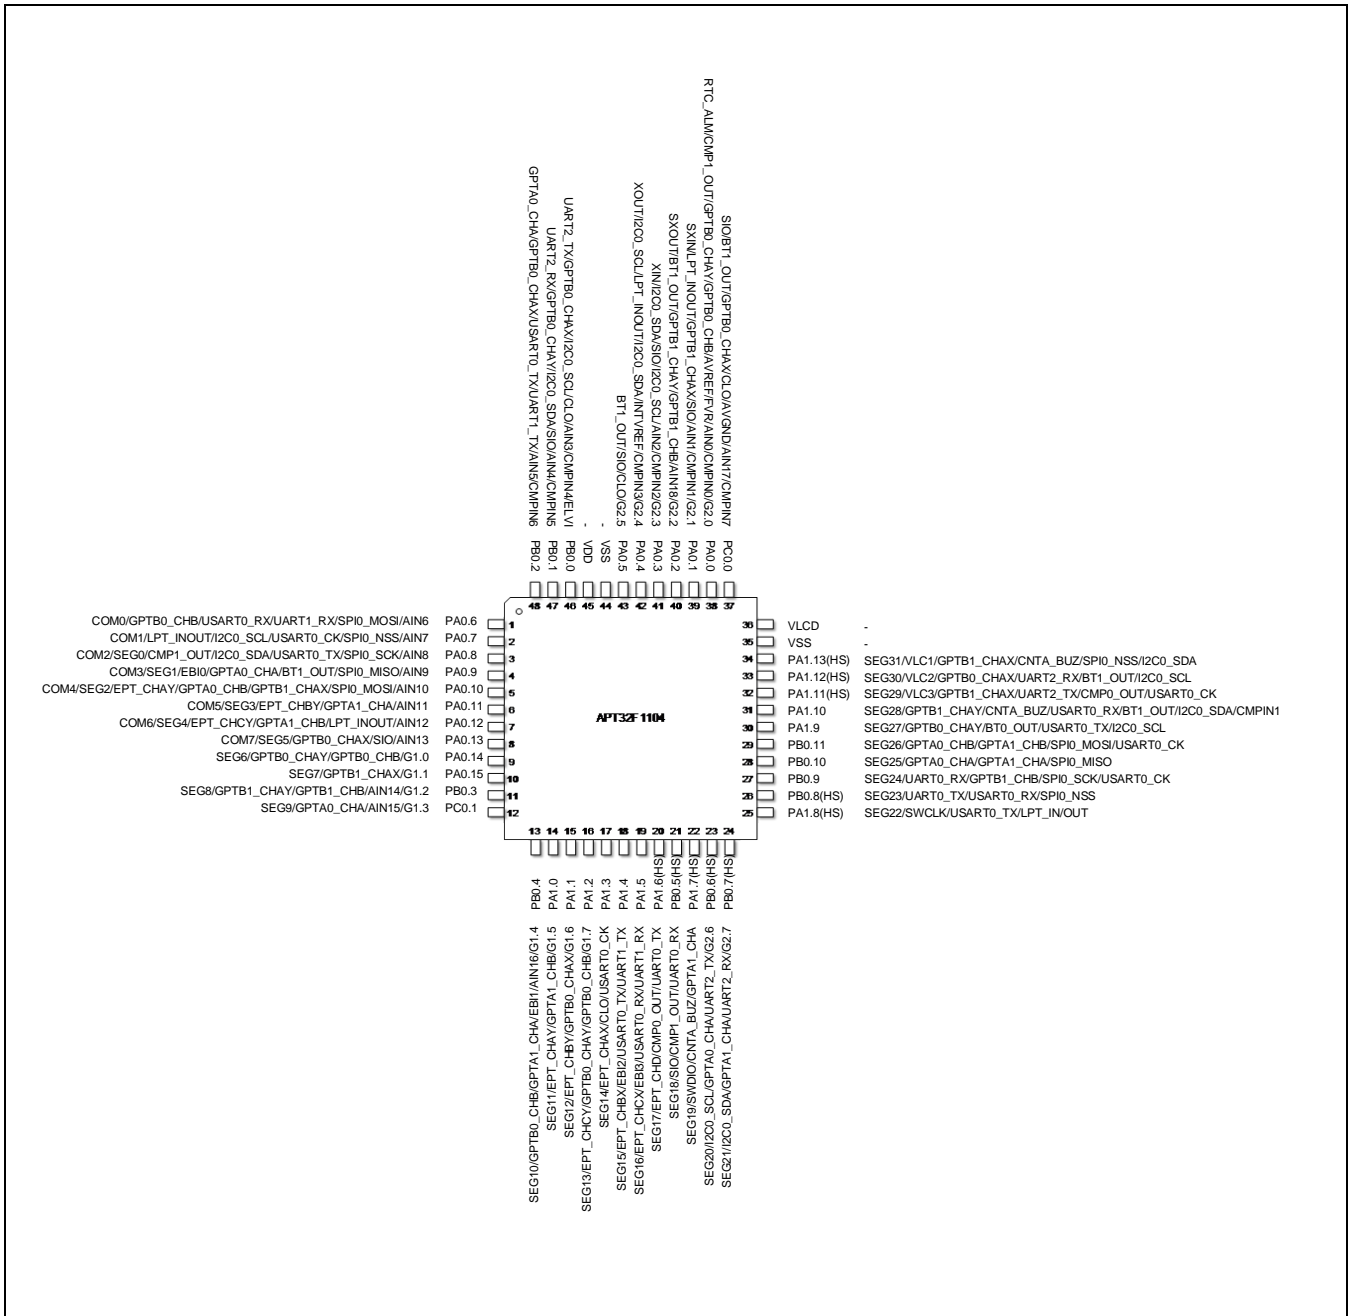 GPTA0_CHA/GPTB0_CHAX/USART0_TX/UART1_TX/AIN5/CMPIN6 PB0.2 48
UART2_RX/GPTB0_CHAY/I2C0_SDA/SIO/AIN4/CMPIN5 PB0.1 47
UART2_TX/GPTB0_CHAX/I2C0_SCL/CLO/AIN3/CMPIN4/ELVI PB0.0 46
- VDD 45
- VSS 44
BT1_OUT/SIO/CLO/G2.5 PA0.5 43
XOUT/I2C0_SCL/LPT_INOUT/I2C0_SDA/INTVREF/CMPIN3/G2.4 PA0.4 42
XIN/I2C0_SDA/SIO/I2C0_SCL/AIN2/CMPIN2/G2.3 PA0.3 41
SXOUT/BT1_OUT/GPTB1_CHAY/GPTB1_CHB/AIN18/G2.2 PA0.2 40
SXIN/LPT_INOUT/GPTB1_CHAX/SIO/AIN1/CMPIN1/G2.1 PA0.1 39
RTC_ALM/CMP1_OUT/GPTB0_CHAY/GPTB0_CHB/AVREF/FVR/AIN0/CMPIN0/G2.0 PA0.0 38
SIO/BT1_OUT/GPTB0_CHAX/CLO/AVGND/AIN17/CMPIN7 PC0.0 37
COM0/GPTB0_CHB/USART0_RX/UART1_RX/SPI0_MOSI/AIN6 PA0.6 1
COM1/LPT_INOUT/I2C0_SCL/USART0_CK/SPI0_NSS/AIN7 PA0.7 2
COM2/SEG0/CMP1_OUT/I2C0_SDA/USART0_TX/SPI0_SCK/AIN8 PA0.8 3
COM3/SEG1/EBI0/GPTA0_CHA/BT1_OUT/SPI0_MISO/AIN9 PA0.9 4
COM4/SEG2/EPT_CHAY/GPTA0_CHB/GPTB1_CHAX/SPI0_MOSI/AIN10 PA0.10 5
COM5/SEG3/EPT_CHBY/GPTA1_CHA/AIN11 PA0.11 6
COM6/SEG4/EPT_CHCY/GPTA1_CHB/LPT_INOUT/AIN12 PA0.12 7
COM7/SEG5/GPTB0_CHAX/SIO/AIN13 PA0.13 8
SEG6/GPTB0_CHAY/GPTB0_CHB/G1.0 PA0.14 9
SEG7/GPTB1_CHAX/G1.1 PA0.15 10
SEG8/GPTB1_CHAY/GPTB1_CHB/AIN14/G1.2 PB0.3 11
SEG9/GPTA0_CHA/AIN15/G1.3 PC0.1 12
APT32F1104
36 VLCD -
35 VSS -
34 PA1.13(HS) SEG31/VLC1/GPTB1_CHAX/CNTA_BUZ/SPI0_NSS/I2C0_SDA
33 PA1.12(HS) SEG30/VLC2/GPTB0_CHAX/UART2_RX/BT1_OUT/I2C0_SCL
32 PA1.11(HS) SEG29/VLC3/GPTB1_CHAX/UART2_TX/CMP0_OUT/USART0_CK
31 PA1.10 SEG28/GPTB1_CHAY/CNTA_BUZ/USART0_RX/BT1_OUT/I2C0_SDA/CMPIN1
30 PA1.9 SEG27/GPTB0_CHAY/BT0_OUT/USART0_TX/I2C0_SCL
29 PB0.11 SEG26/GPTA0_CHB/GPTA1_CHB/SPI0_MOSI/USART0_CK
28 PB0.10 SEG25/GPTA0_CHA/GPTA1_CHA/SPI0_MISO
27 PB0.9 SEG24/UART0_RX/GPTB1_CHB/SPI0_SCK/USART0_CK
26 PB0.8(HS) SEG23/UART0_TX/USART0_RX/SPI0_NSS
25 PA1.8(HS) SEG22/SWCLK/USART0_TX/LPT_IN/OUT
13 PB0.4 SEG10/GPTB0_CHB/GPTA1_CHA/EBI1/AIN16/G1.4
14 PA1.0 SEG11/EPT_CHAY/GPTA1_CHB/G1.5
15 PA1.1 SEG12/EPT_CHBY/GPTB0_CHAX/G1.6
16 PA1.2 SEG13/EPT_CHCY/GPTB0_CHAY/GPTB0_CHB/G1.7
17 PA1.3 SEG14/EPT_CHAX/CLO/USART0_CK
18 PA1.4 SEG15/EPT_CHBX/EBI2/USART0_TX/UART1_TX
19 PA1.5 SEG16/EPT_CHCX/EBI3/USART0_RX/UART1_RX
20 PA1.6(HS) SEG17/EPT_CHD/CMP0_OUT/UART0_TX
21 PB0.5(HS) SEG18/SIO/CMP1_OUT/UART0_RX
22 PA1.7(HS) SEG19/SWDIO/CNTA_BUZ/GPTA1_CHA
23 PB0.6(HS) SEG20/I2C0_SCL/GPTA0_CHA/UART2_TX/G2.6
24 PB0.7(HS) SEG21/I2C0_SDA/GPTA1_CHA/UART2_RX/G2.7